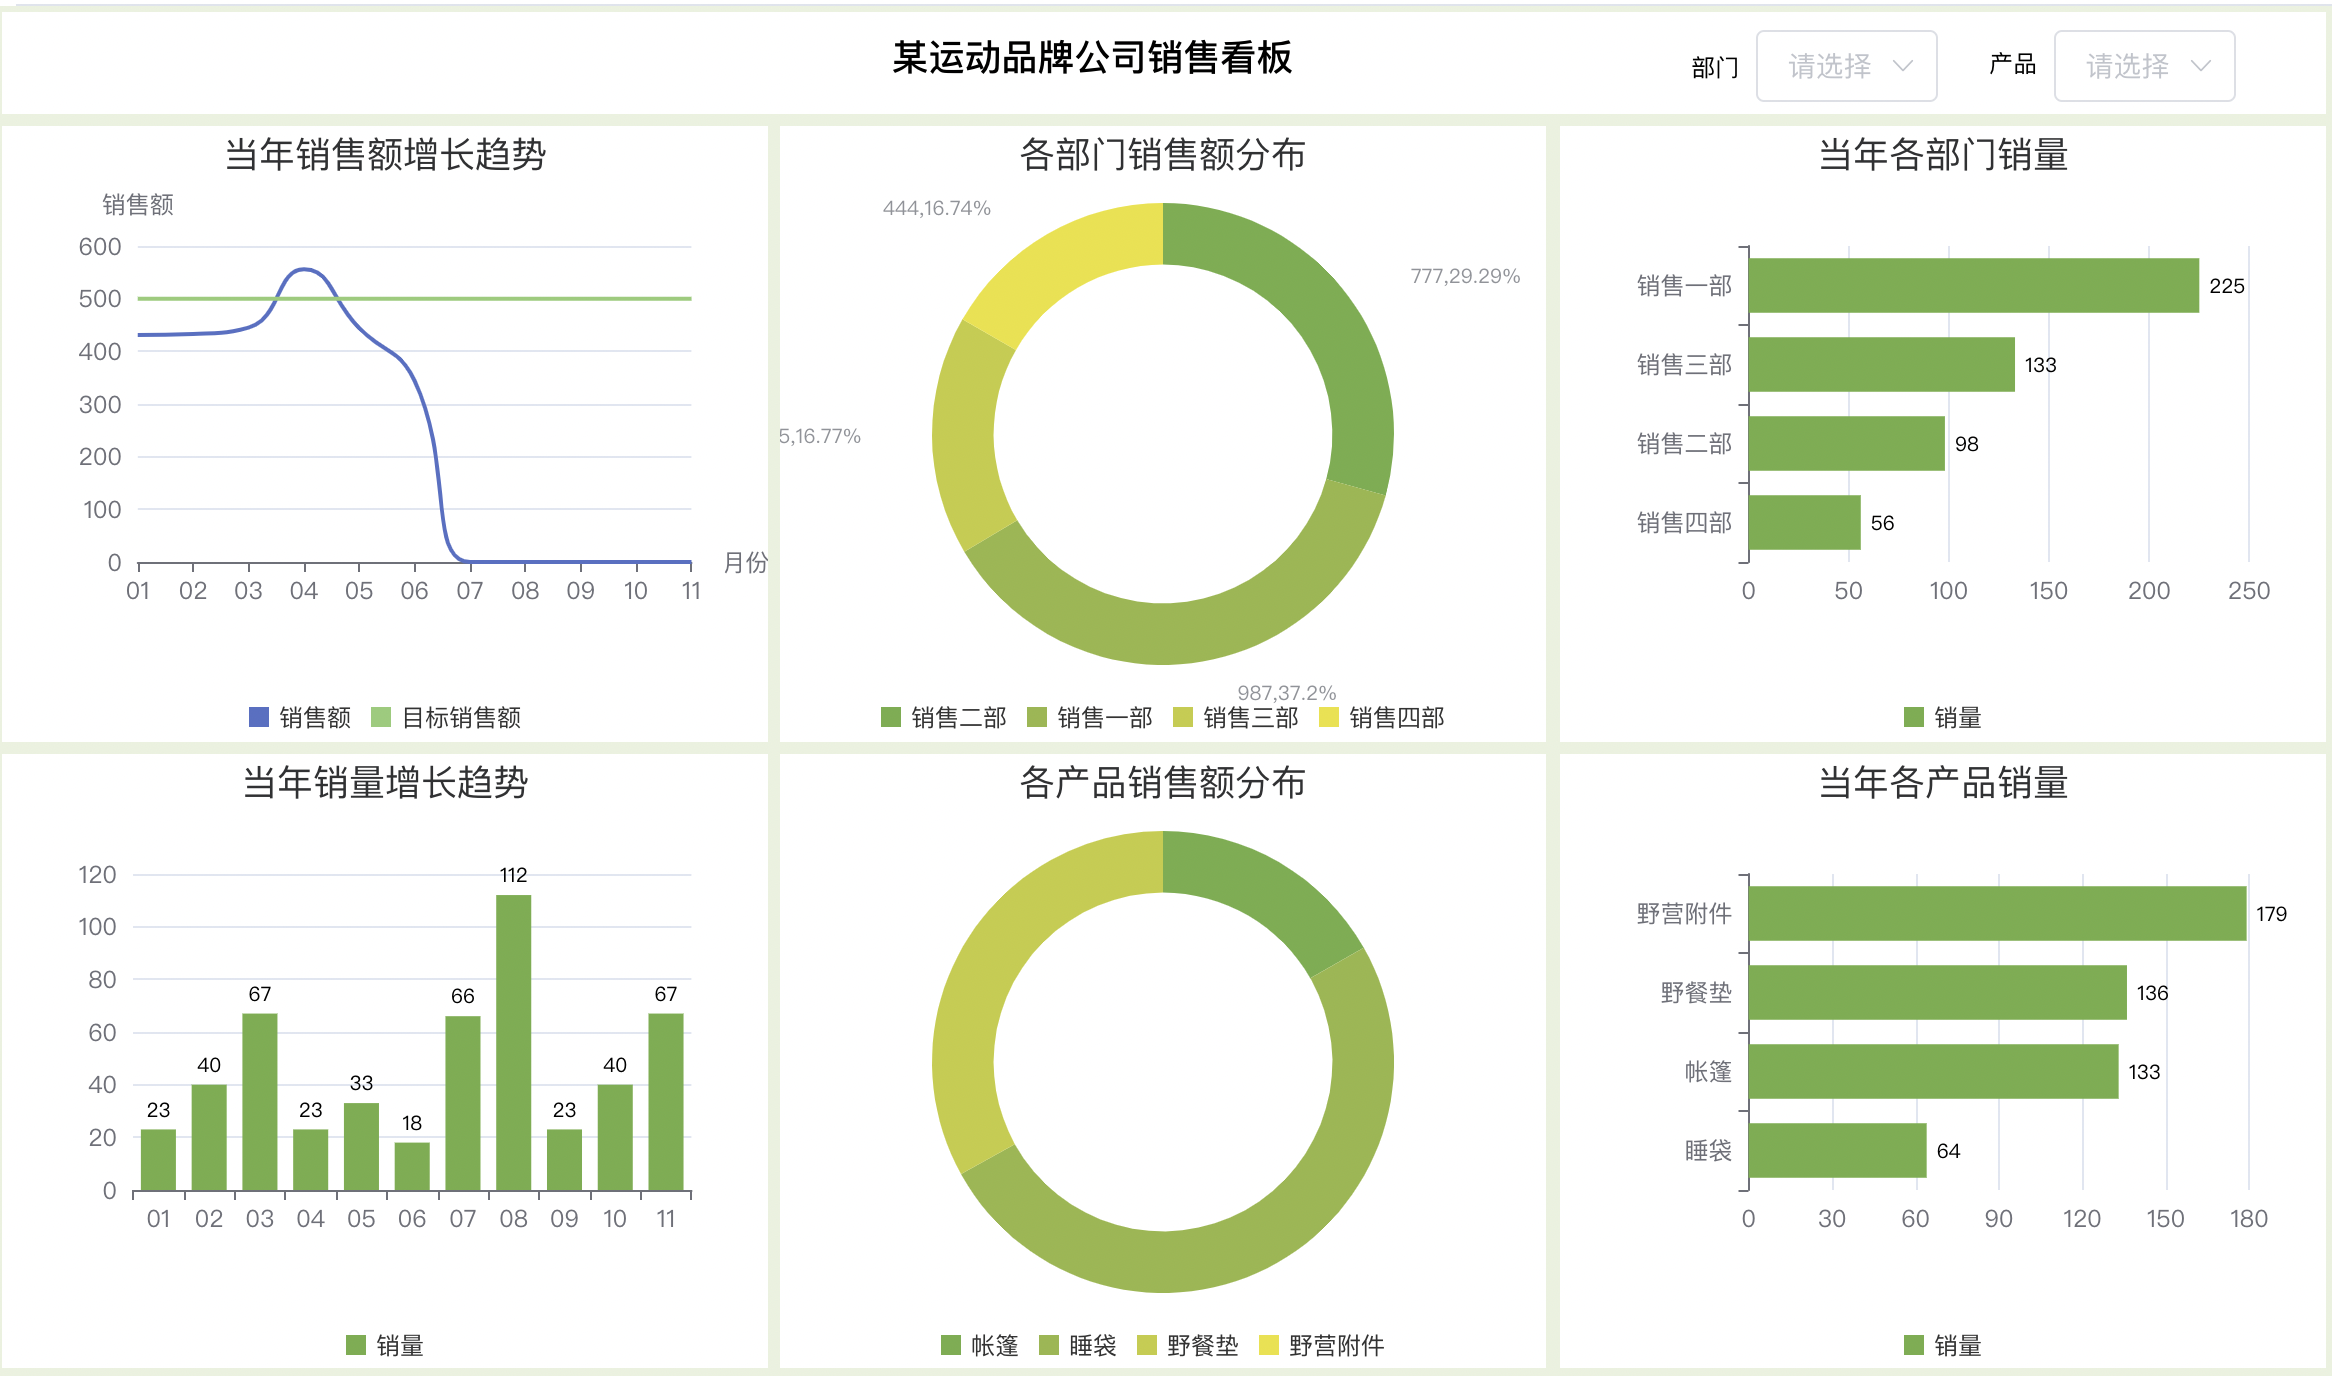 某运动品牌公司销售看板
部门 请选择 产品 请选择
当年销售额增长趋势
销售额
600
500
400
300
200
100
0
01 02 03 04 05 06 07 08 09 10 11
月份
销售额 目标销售额
各部门销售额分布
444,16.74%
777,29.29%
5,16.77%
987,37.2%
销售二部 销售一部 销售三部 销售四部
当年各部门销量
销售一部 225
销售三部 133
销售二部 98
销售四部 56
0 50 100 150 200 250
销量
当年销量增长趋势
120
100
80
60
40
20
0
23 40 67 23 33 18 66 112 23 40 67
01 02 03 04 05 06 07 08 09 10 11
销量
各产品销售额分布
帐篷 睡袋 野餐垫 野营附件
当年各产品销量
野营附件 179
野餐垫 136
帐篷 133
睡袋 64
0 30 60 90 120 150 180
销量